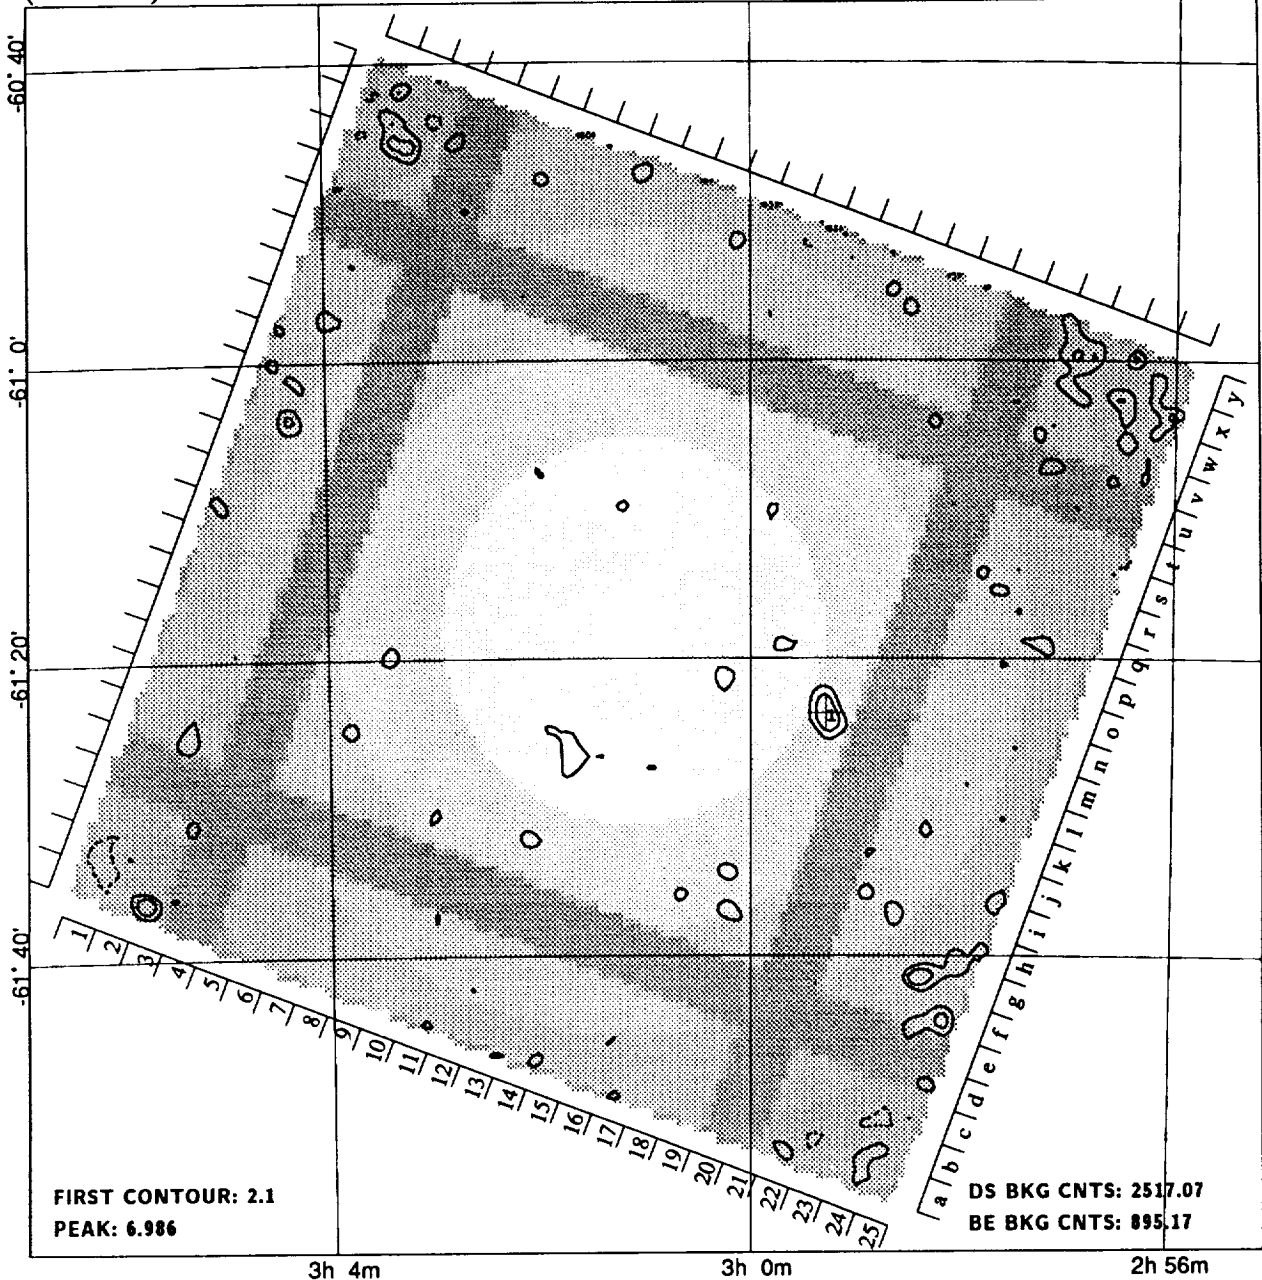 -60° 40'
-61° 0'
-61° 20'
-61° 40'
y
x
w
v
u
t
s
r
q
p
o
n
m
l
k
j
i
h
g
f
e
d
c
b
a
1 2 3 4 5 6 7 8 9 10 11 12 13 14 15 16 17 18 19 20 21 22 23 24 25
FIRST CONTOUR: 2.1
PEAK: 6.986
DS BKG CNTS: 2517.07
BE BKG CNTS: 895.17
3h 4m
3h 0m
2h 56m